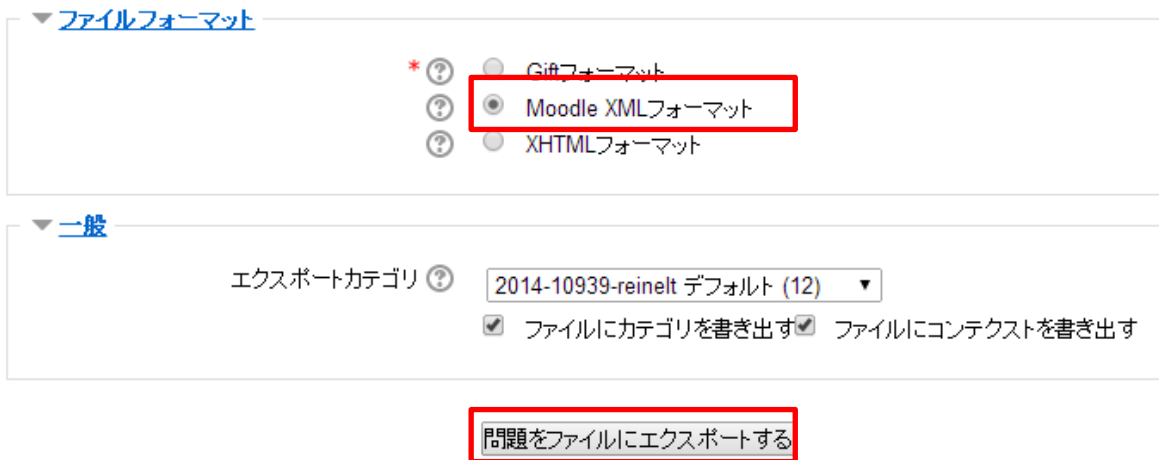 ファイルフォーマット
* Giftフォーマット
Moodle XMLフォーマット
XHTMLフォーマット
一般
エクスポートカテゴリ 2014-10939-reinelt デフォルト (12)
ファイルにカテゴリを書き出す ファイルにコンテクストを書き出す
問題をファイルにエクスポートする